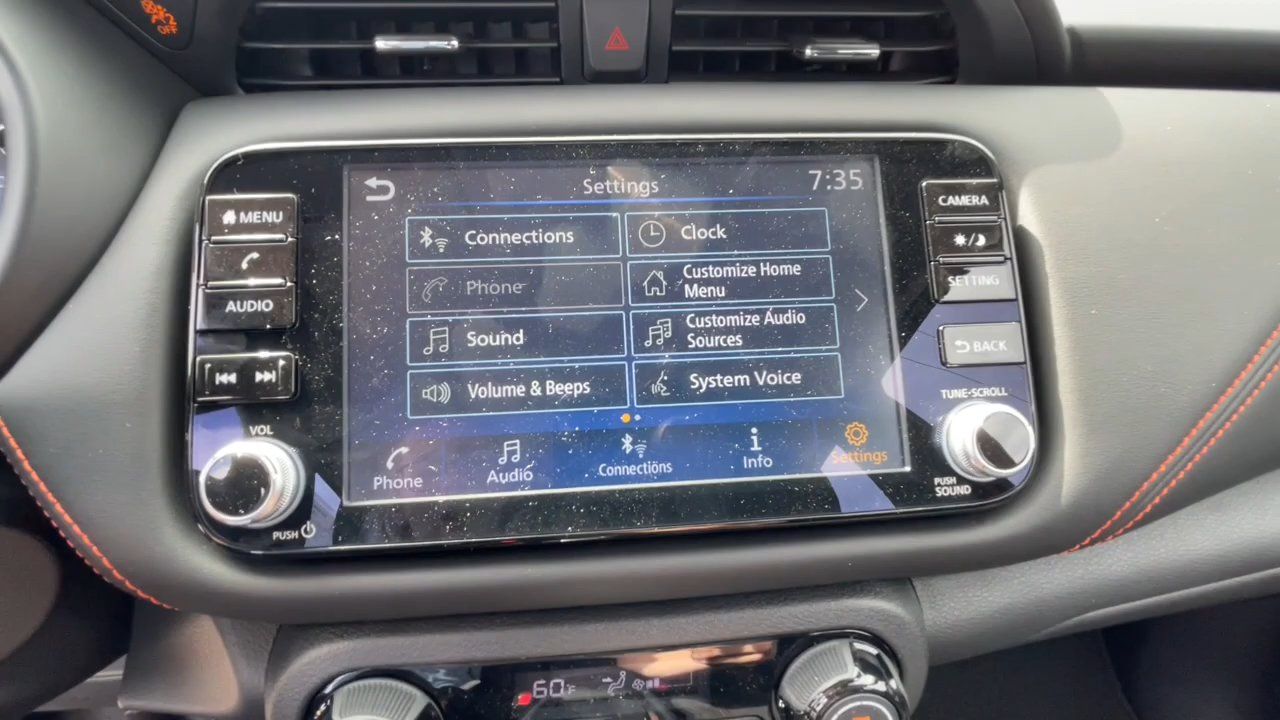 OFF
MENU
AUDIO
VOL
PUSH
Settings
7:35
Connections
Clock
Phone
Customize Home
Menu
Sound
Customize Audio
Sources
Volume & Beeps
System Voice
Phone
Audio
Connections
Info
Settings
CAMERA
SETTING
BACK
TUNE·SCROLL
PUSH
SOUND
60°F